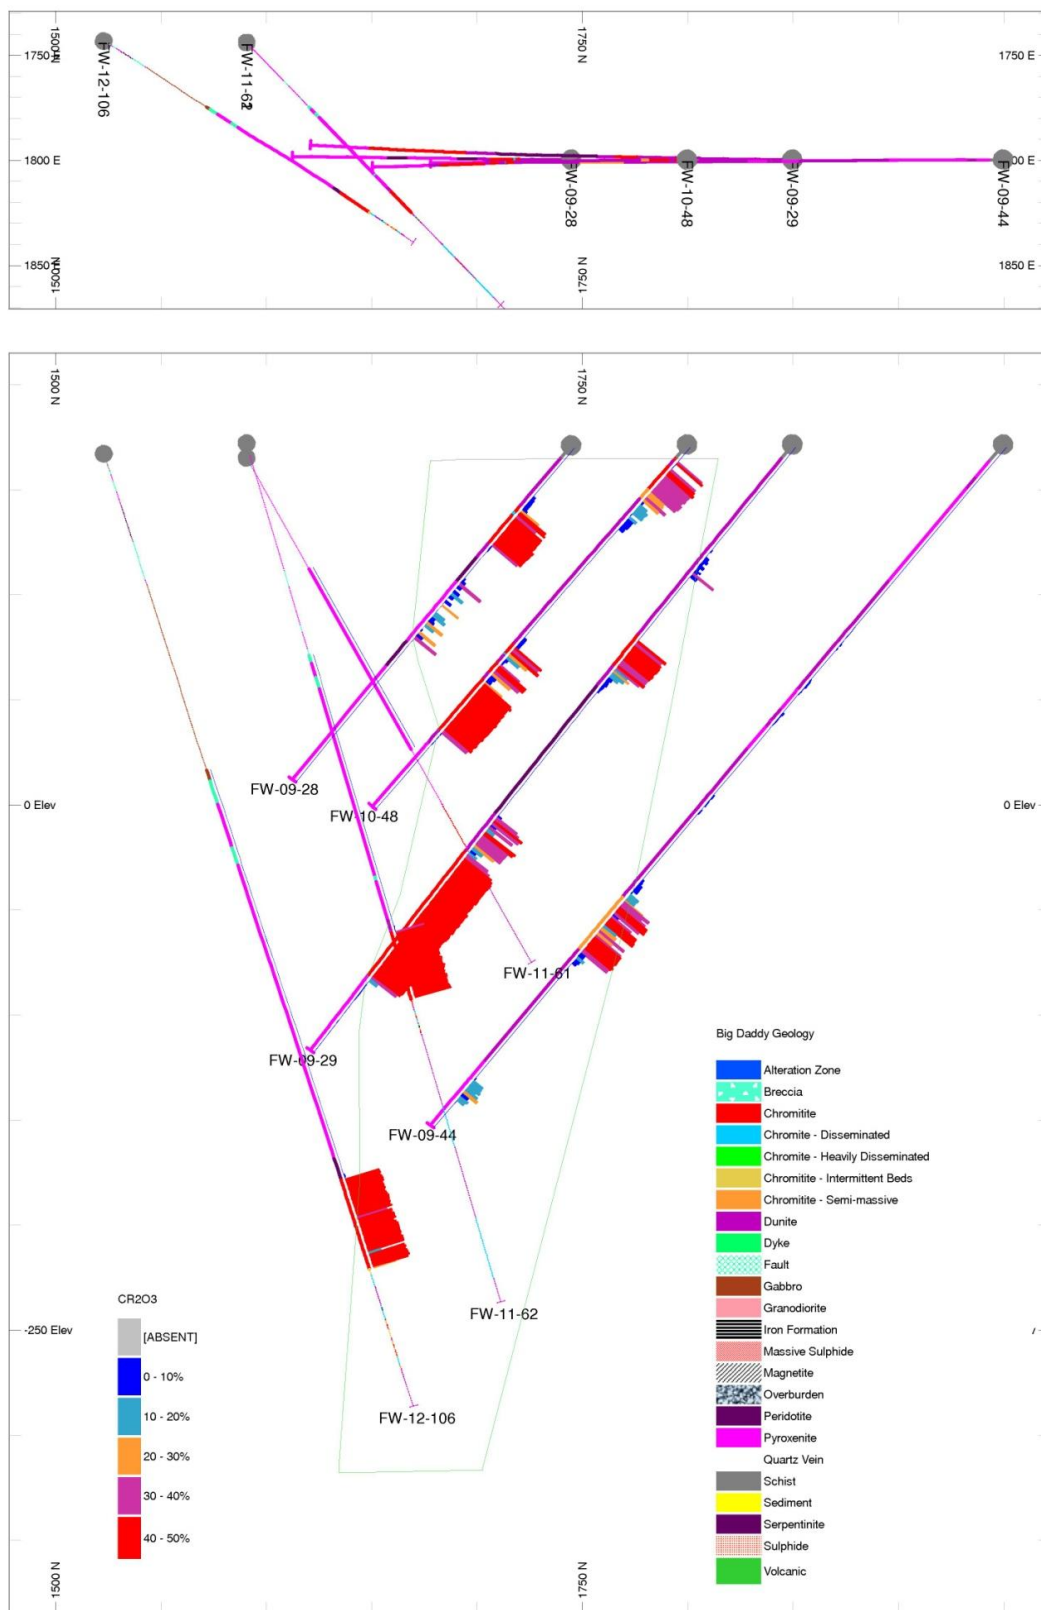 1500 N
1750 N
1750 E
1750 E
FW-12-106
1800 E
00 E
FW-09-28
FW-10-48
FW-09-29
FW-09-44
1850 E
1500 N
1750 N
1850 E
1500 N
1750 N
FW-09-28
FW-10-48
0 Elev
0 Elev
FW-11-61
FW-09-29
FW-09-44
Big Daddy Geology
Alteration Zone
Breccia
Chromitite
Chromite - Disseminated
Chromite - Heavily Disseminated
Chromitite - Intermittent Beds
Chromitite - Semi-massive
Dunite
Dyke
Fault
Gabbro
Granodiorite
Iron Formation
Massive Sulphide
Magnetite
Overburden
Peridotite
Pyroxenite
Quartz Vein
Schist
Sediment
Serpentinite
Sulphide
Volcanic
FW-11-62
-250 Elev
FW-12-106
CR2O3
[ABSENT]
0 - 10%
10 - 20%
20 - 30%
30 - 40%
40 - 50%
1500 N
1750 N